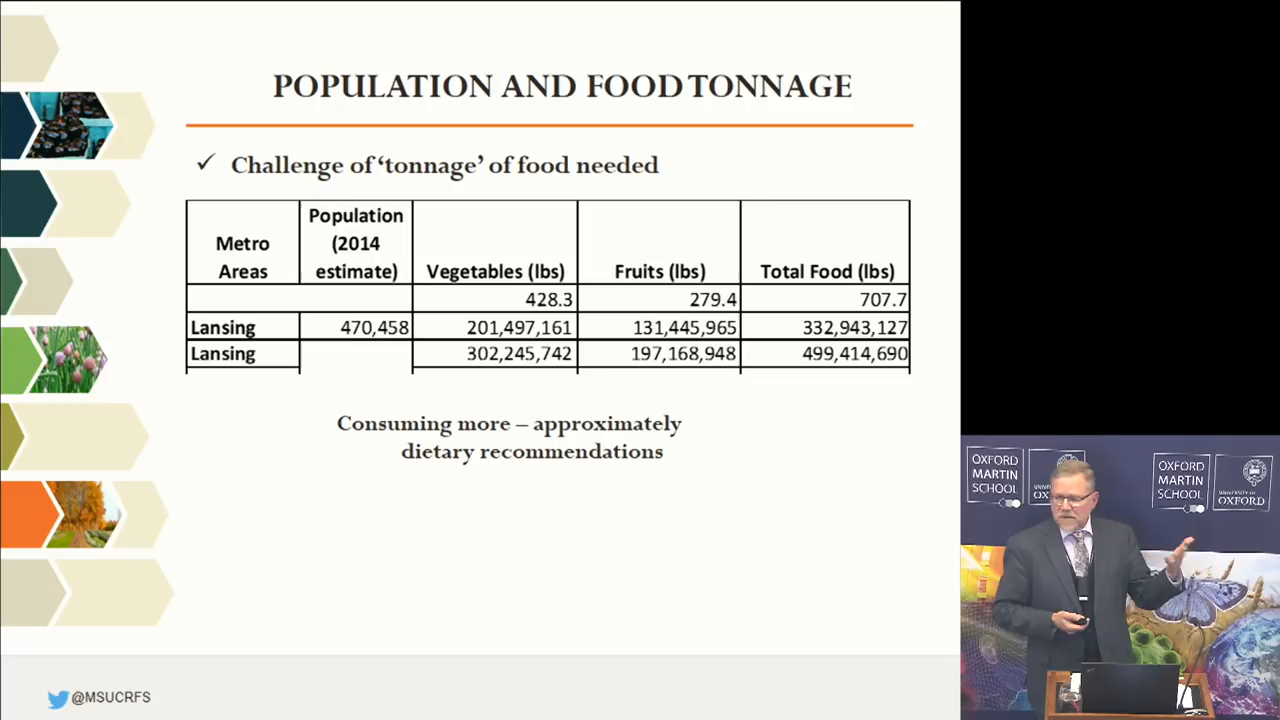 POPULATION AND FOOD TONNAGE
✓ Challenge of ‘tonnage’ of food needed
Metro Areas | Population (2014 estimate) | Vegetables (lbs) | Fruits (lbs) | Total Food (lbs)
428.3 | 279.4 | 707.7
Lansing | 470,458 | 201,497,161 | 131,445,965 | 332,943,127
Lansing | 302,245,742 | 197,168,948 | 499,414,690
Consuming more – approximately
dietary recommendations
@MSUCRFS
OXFORD
MARTIN
SCHOOL
OXFORD
MARTIN
SCHOOL
UNIVERSITY OF
OXFORD